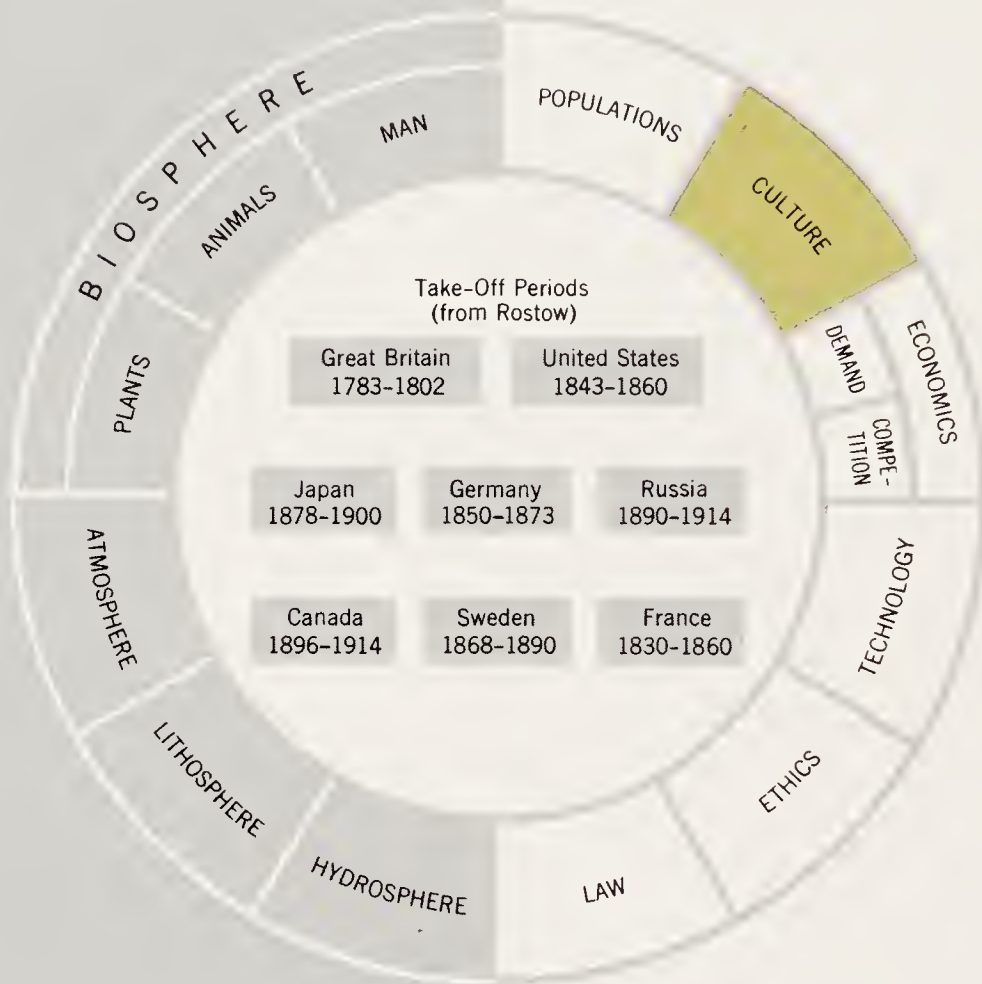 BIOSPHERE
MAN
ANIMALS
PLANTS
ATMOSPHERE
LITHOSPHERE
HYDROSPHERE
POPULATIONS
CULTURE
ECONOMICS
DEMAND
COMPE-
TITION
TECHNOLOGY
ETHICS
LAW
Take-Off Periods
(from Rostow)
Great Britain
1783-1802
United States
1843-1860
Japan
1878-1900
Germany
1850-1873
Russia
1890-1914
Canada
1896-1914
Sweden
1868-1890
France
1830-1860